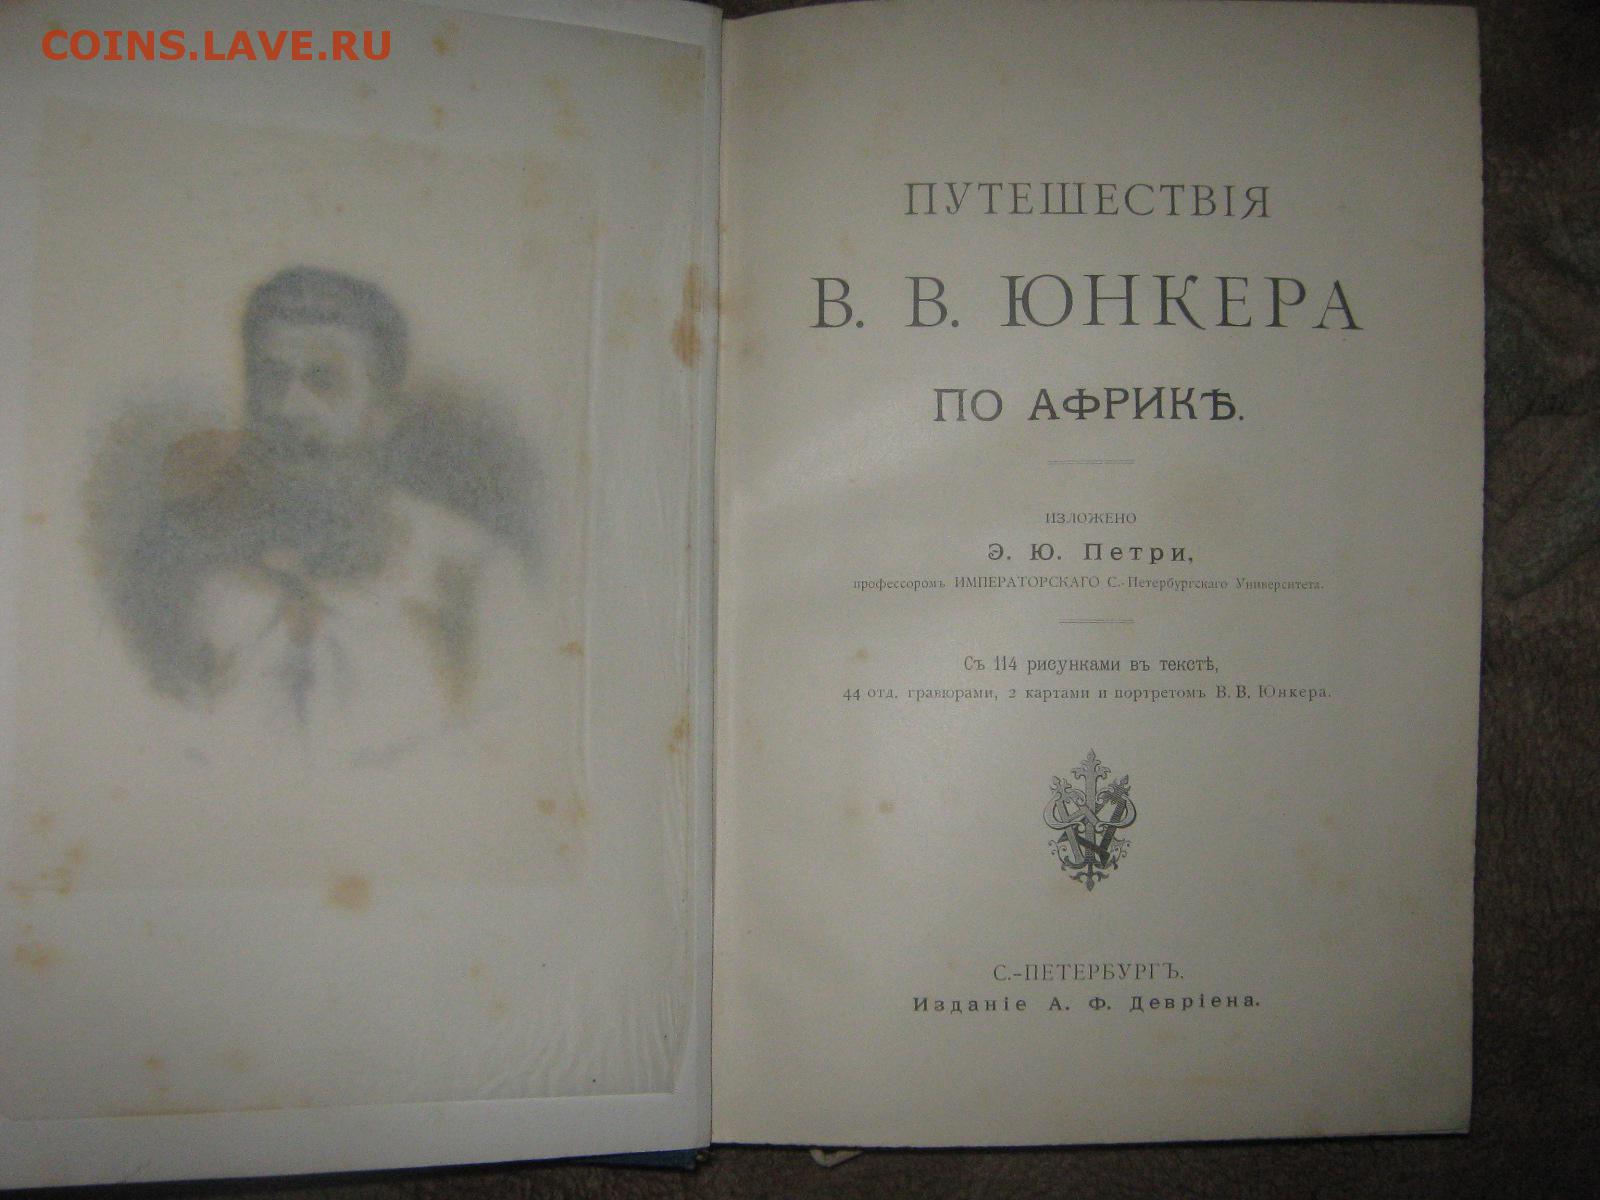 COINS.LAVE.RU
ПУТЕШЕСТВІЯ
В. В. ЮНКЕРА
ПО АФРИКѢ.
ИЗЛОЖЕНО
Э. Ю. Петри,
профессоромъ ИМПЕРАТОРСКАГО С.-Петербургскаго Университета.
Съ 114 рисунками въ текстѣ,
44 отд. гравюрами, 2 картами и портретомъ В. В. Юнкера.
С.-ПЕТЕРБУРГЪ.
Изданіе А. Ф. Девріена.